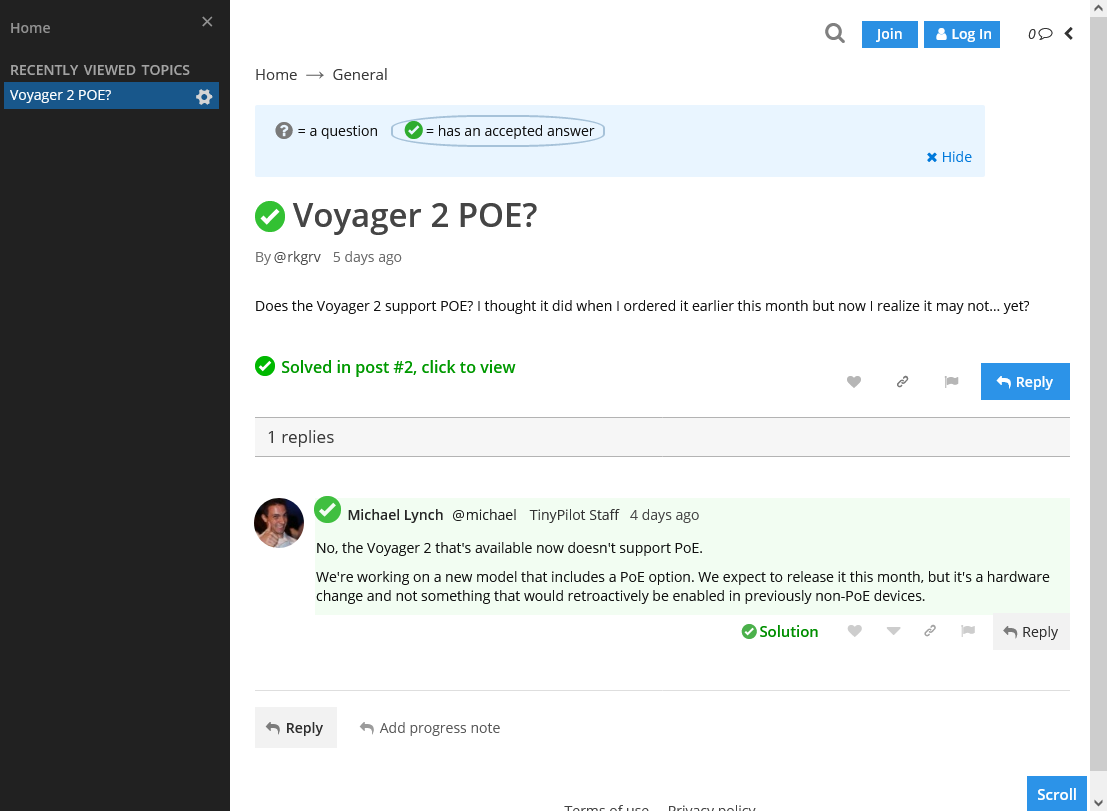 Home
RECENTLY VIEWED TOPICS
Voyager 2 POE?
Join
Log In
0
Home → General
? = a question
= has an accepted answer
Hide
Voyager 2 POE?
By @rkgrv 5 days ago
Does the Voyager 2 support POE? I thought it did when I ordered it earlier this month but now I realize it may not... yet?
Solved in post #2, click to view
Reply
1 replies
Michael Lynch @michael TinyPilot Staff 4 days ago
No, the Voyager 2 that's available now doesn't support PoE.
We're working on a new model that includes a PoE option. We expect to release it this month, but it's a hardware
change and not something that would retroactively be enabled in previously non-PoE devices.
Solution
Reply
Reply
Add progress note
Scroll
Terms of use Privacy policy